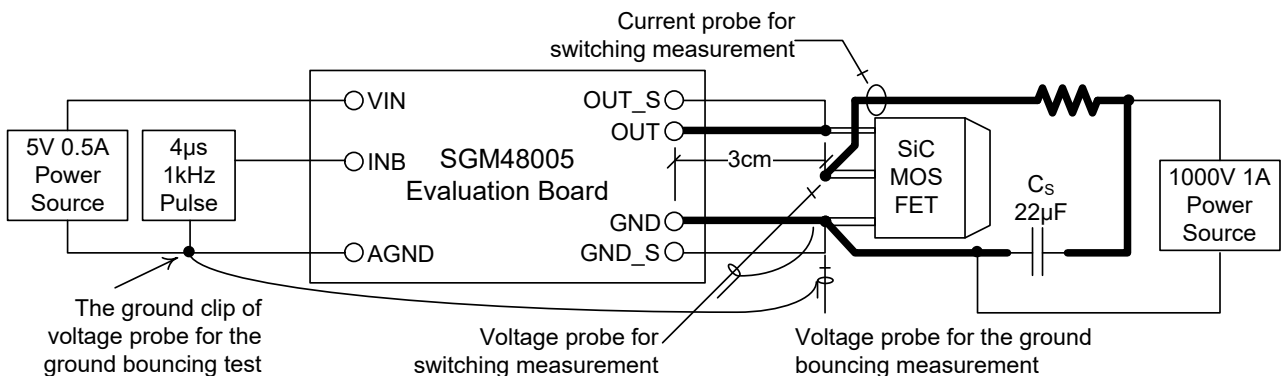 Current probe for
switching measurement
VIN
OUT_S
OUT
5V 0.5A
Power
Source
4µs
1kHz
Pulse
INB
SGM48005
Evaluation Board
3cm
SiC
MOS
FET
CS
22µF
1000V 1A
Power
Source
GND
AGND
GND_S
The ground clip of
voltage probe for the
ground bouncing test
Voltage probe for
switching measurement
Voltage probe for the ground
bouncing measurement